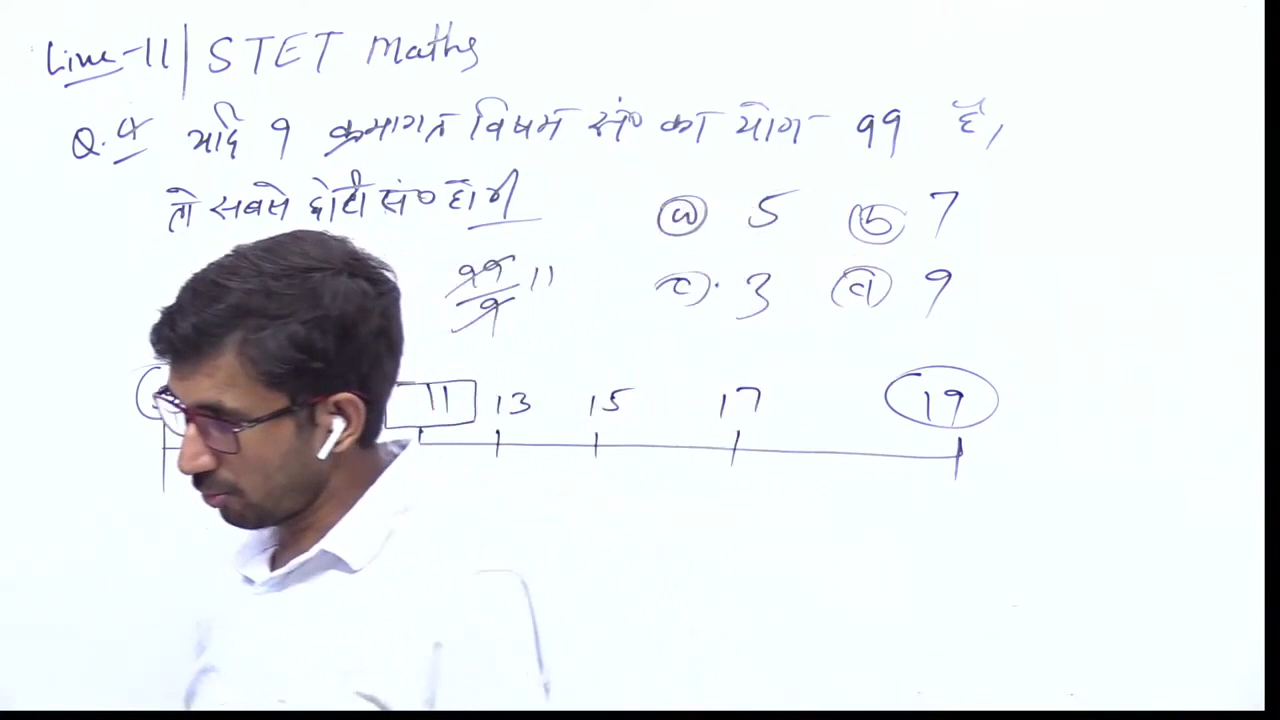 Live-11 | STET Maths
Q.4 यदि 9 क्रमागत विषम सं० का योग 99 है,
तो सबसे छोटी सं० होगी
(a) 5 (b) 7
99/9 11
(c) 3 (d) 9
11 13 15 17 19